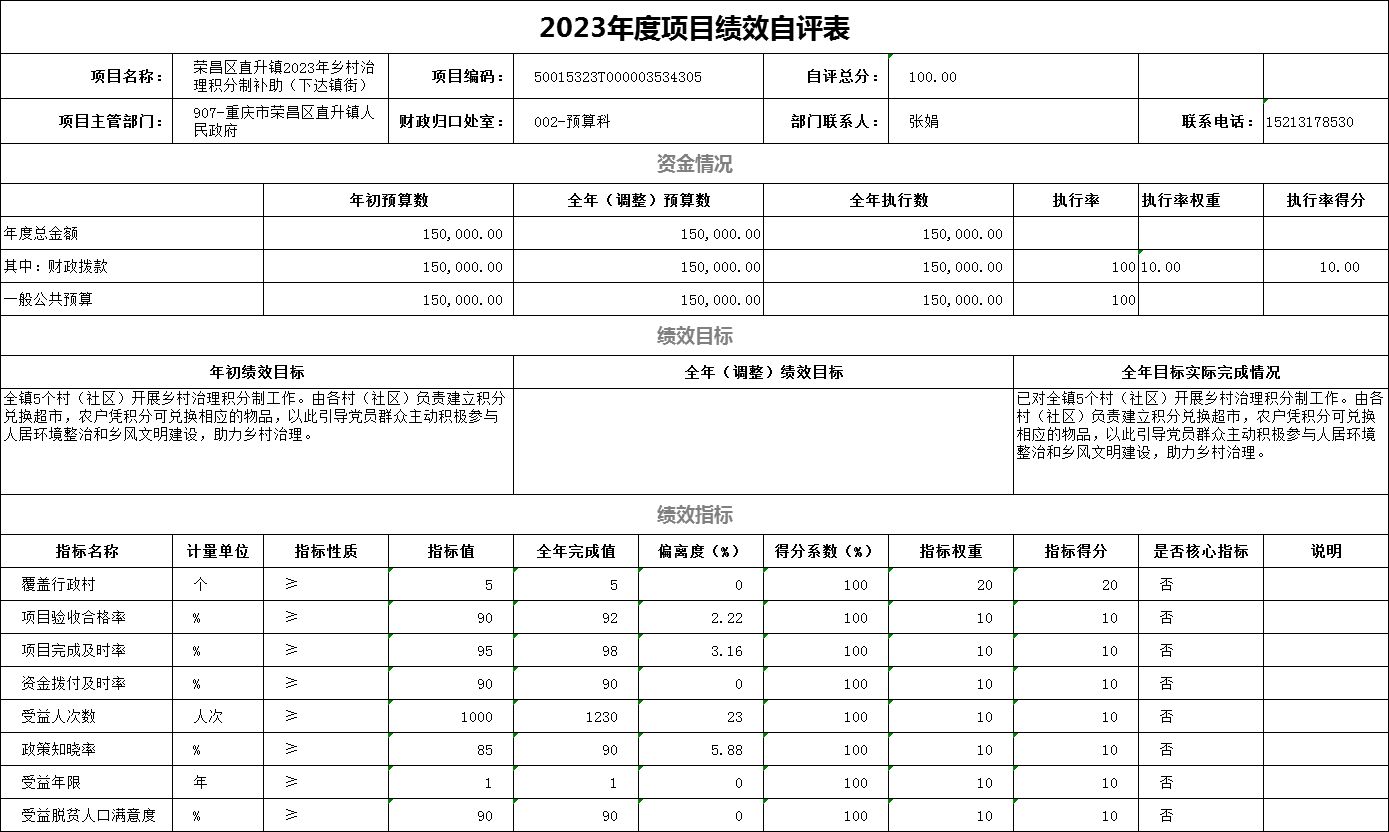 2023年度项目绩效自评表
项目名称： 荣昌区直升镇2023年乡村治理积分制补助（下达镇街） 项目编码： 50015323T000003534305 自评总分： 100.00
项目主管部门： 907-重庆市荣昌区直升镇人民政府 财政归口处室： 002-预算科 部门联系人： 张娟 联系电话： 15213178530
资金情况
年初预算数 全年（调整）预算数 全年执行数 执行率 执行率权重 执行率得分
年度总金额 150,000.00 150,000.00 150,000.00
其中：财政拨款 150,000.00 150,000.00 150,000.00 100 10.00 10.00
一般公共预算 150,000.00 150,000.00 150,000.00 100
绩效目标
年初绩效目标 全年（调整）绩效目标 全年目标实际完成情况
全镇5个村（社区）开展乡村治理积分制工作。由各村（社区）负责建立积分
兑换超市，农户凭积分可兑换相应的物品，以此引导党员群众主动积极参与
人居环境整治和乡风文明建设，助力乡村治理。
已对全镇5个村（社区）开展乡村治理积分制工作。由各
村（社区）负责建立积分兑换超市，农户凭积分可兑换
相应的物品，以此引导党员群众主动积极参与人居环境
整治和乡风文明建设，助力乡村治理。
绩效指标
指标名称 计量单位 指标性质 指标值 全年完成值 偏离度（%） 得分系数（%） 指标权重 指标得分 是否核心指标 说明
覆盖行政村 个 ≥ 5 5 0 100 20 20 否
项目验收合格率 % ≥ 90 92 2.22 100 10 10 否
项目完成及时率 % ≥ 95 98 3.16 100 10 10 否
资金拨付及时率 % ≥ 90 90 0 100 10 10 否
受益人次数 人次 ≥ 1000 1230 23 100 10 10 否
政策知晓率 % ≥ 85 90 5.88 100 10 10 否
受益年限 年 ≥ 1 1 0 100 10 10 否
受益脱贫人口满意度 % ≥ 90 90 0 100 10 10 否